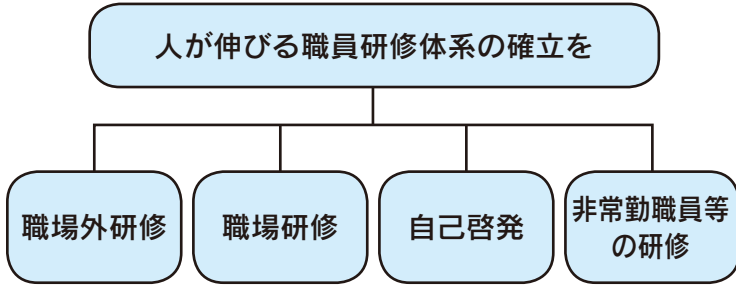 人が伸びる職員研修体系の確立を
職場外研修
職場研修
自己啓発
非常勤職員等
の研修